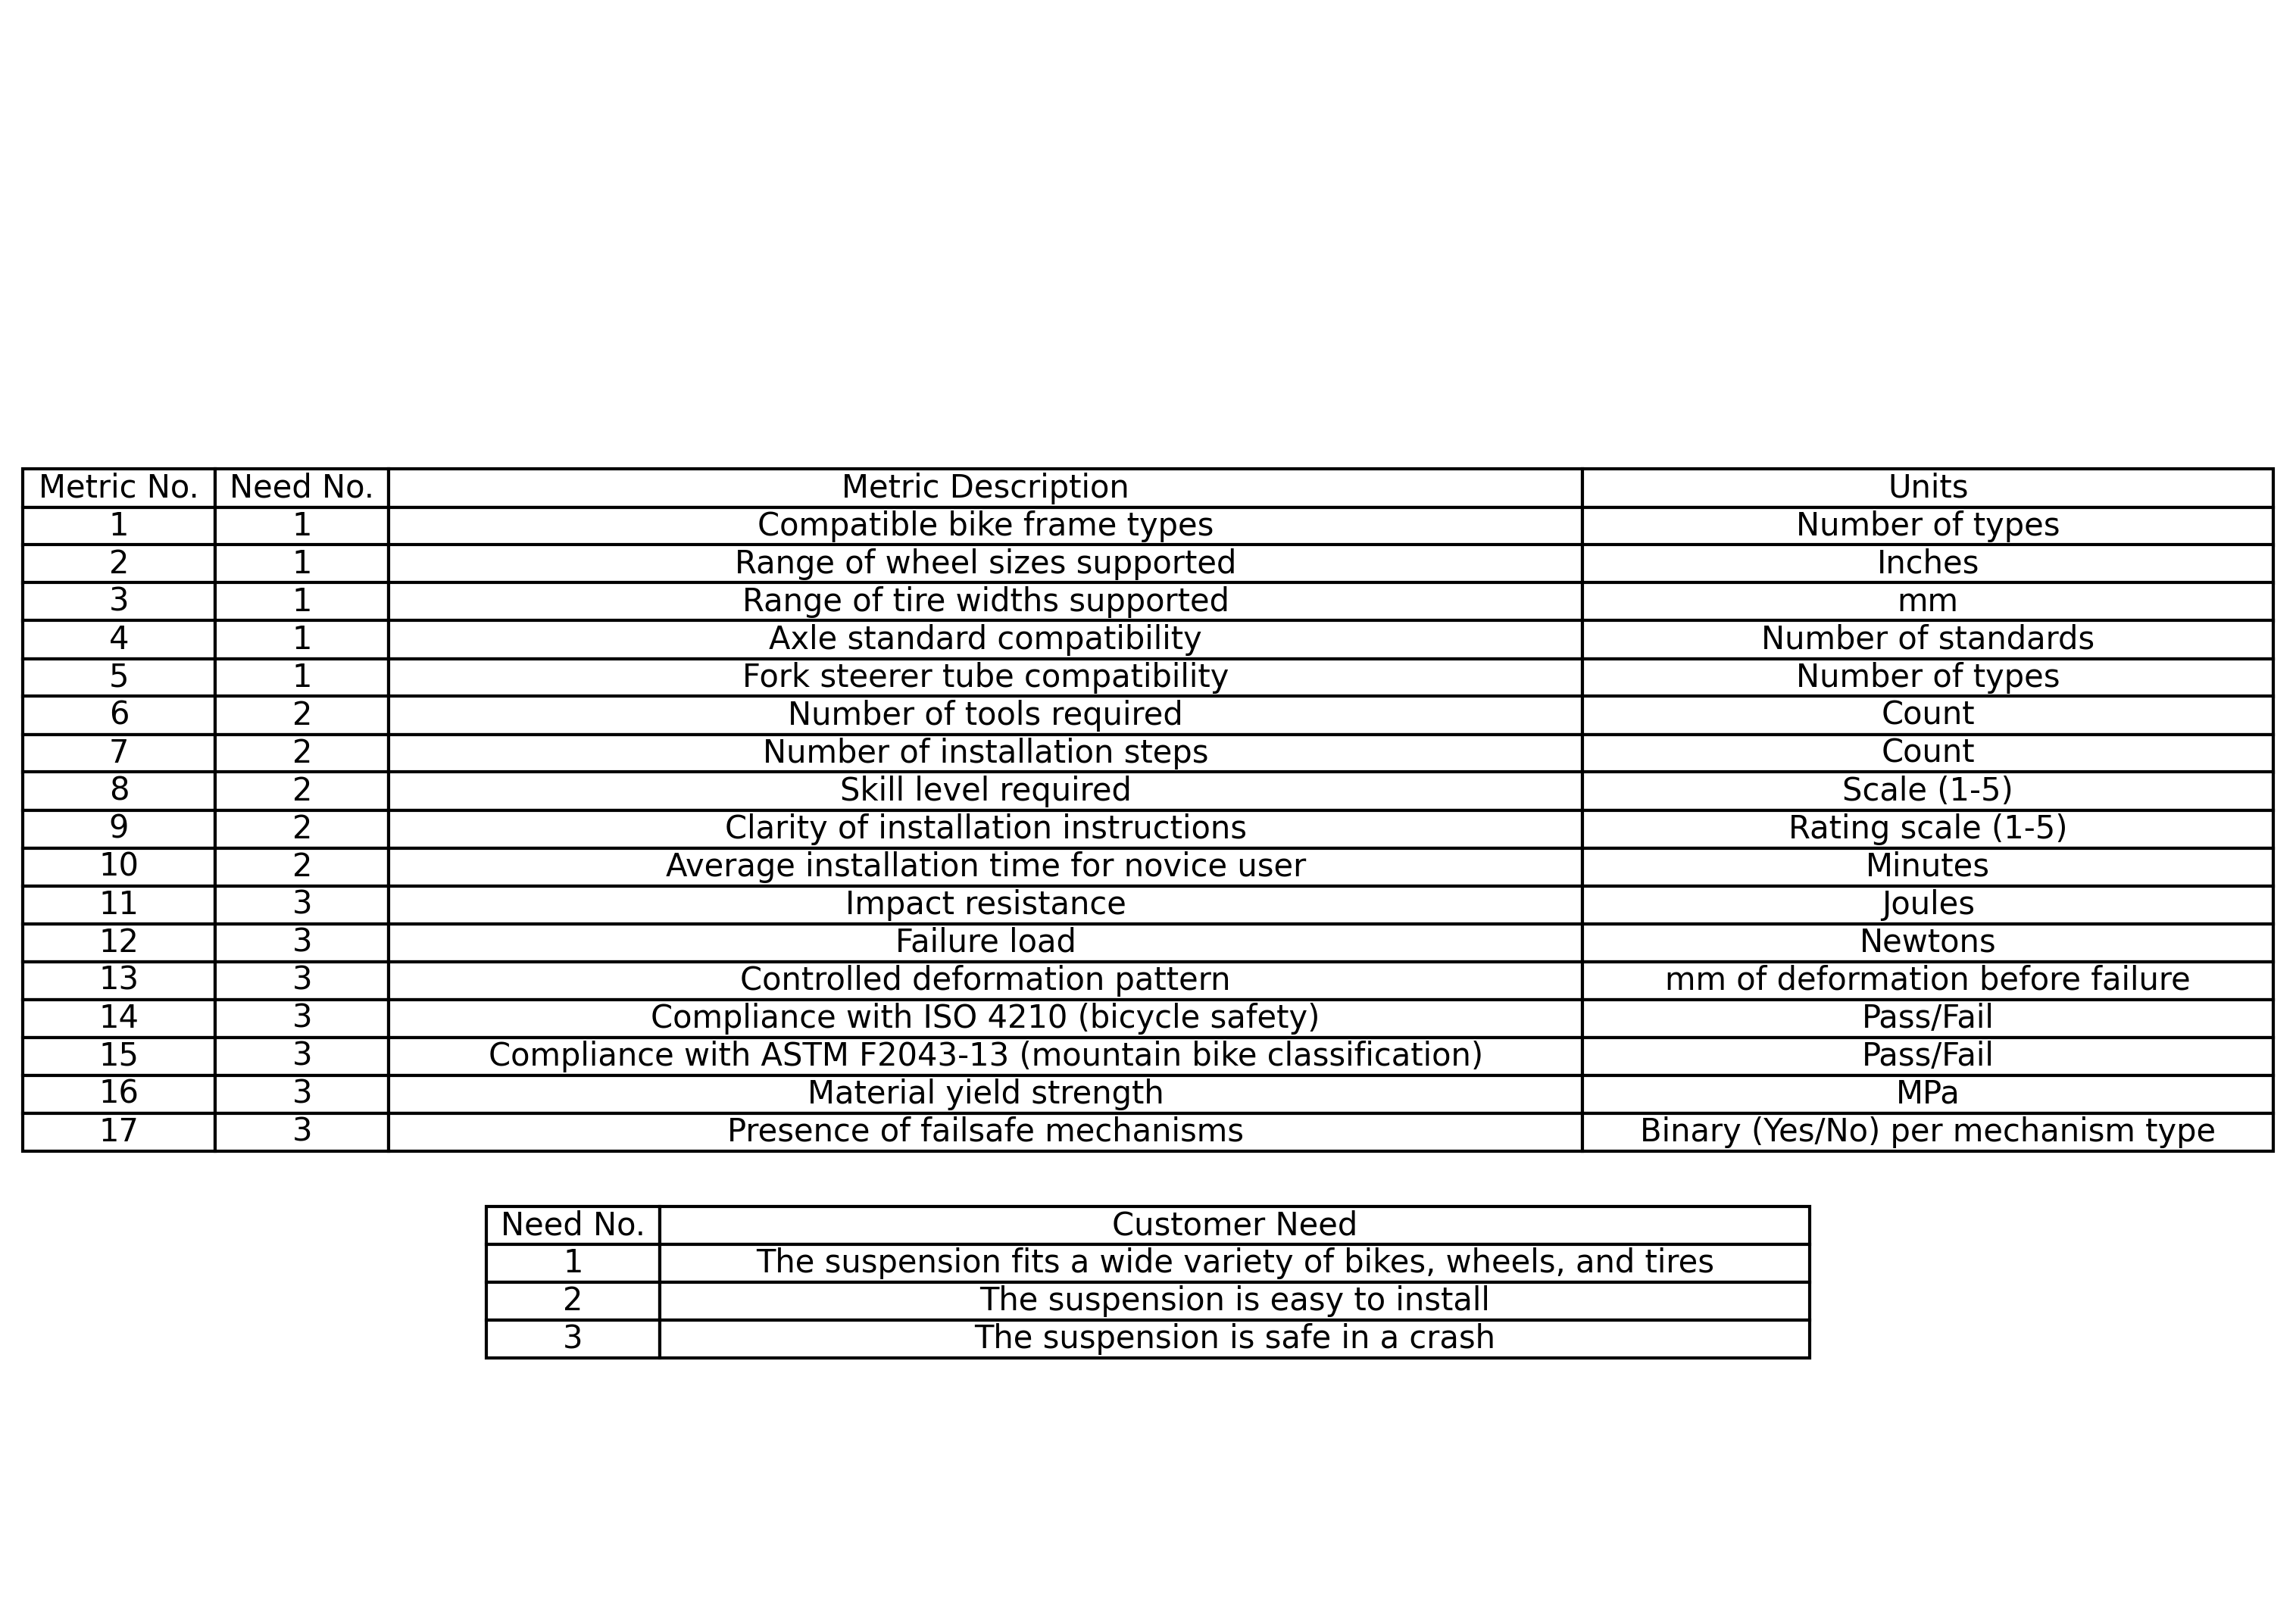 Metric No. Need No. Metric Description Units
1 1 Compatible bike frame types Number of types
2 1 Range of wheel sizes supported Inches
3 1 Range of tire widths supported mm
4 1 Axle standard compatibility Number of standards
5 1 Fork steerer tube compatibility Number of types
6 2 Number of tools required Count
7 2 Number of installation steps Count
8 2 Skill level required Scale (1-5)
9 2 Clarity of installation instructions Rating scale (1-5)
10 2 Average installation time for novice user Minutes
11 3 Impact resistance Joules
12 3 Failure load Newtons
13 3 Controlled deformation pattern mm of deformation before failure
14 3 Compliance with ISO 4210 (bicycle safety) Pass/Fail
15 3 Compliance with ASTM F2043-13 (mountain bike classification) Pass/Fail
16 3 Material yield strength MPa
17 3 Presence of failsafe mechanisms Binary (Yes/No) per mechanism type
Need No. Customer Need
1 The suspension fits a wide variety of bikes, wheels, and tires
2 The suspension is easy to install
3 The suspension is safe in a crash